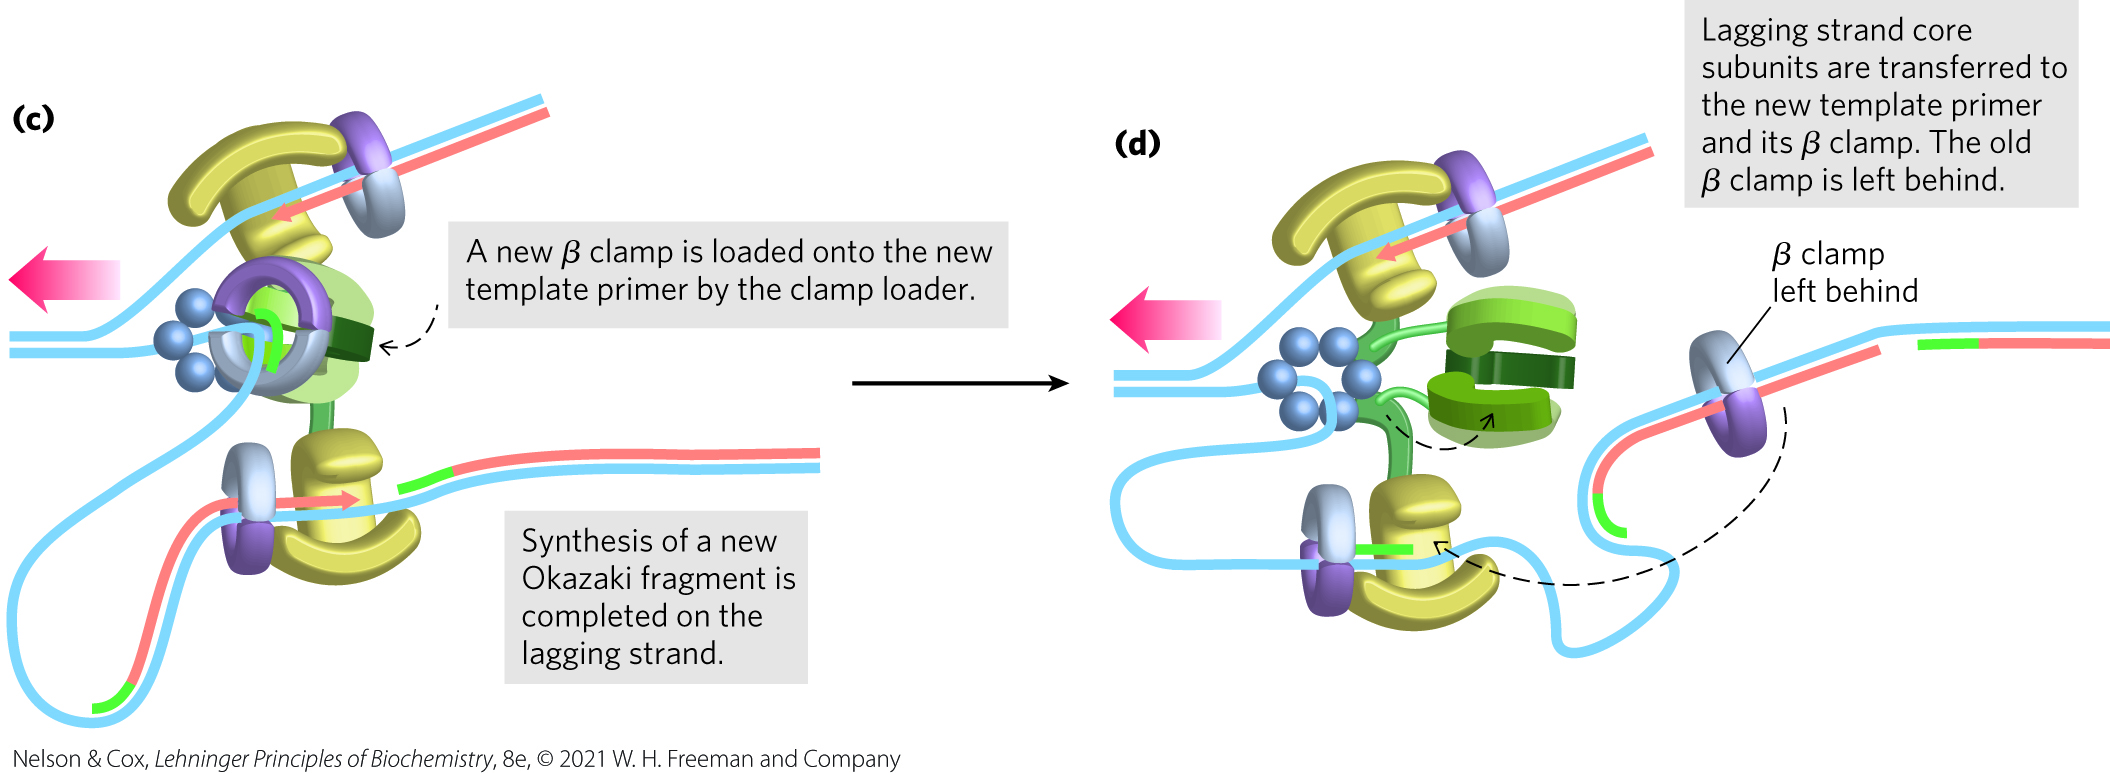 (c)
A new β clamp is loaded onto the new
template primer by the clamp loader.
Synthesis of a new
Okazaki fragment is
completed on the
lagging strand.
(d)
Lagging strand core
subunits are transferred to
the new template primer
and its β clamp. The old
β clamp is left behind.
β clamp
left behind
Nelson & Cox, Lehninger Principles of Biochemistry, 8e, © 2021 W. H. Freeman and Company